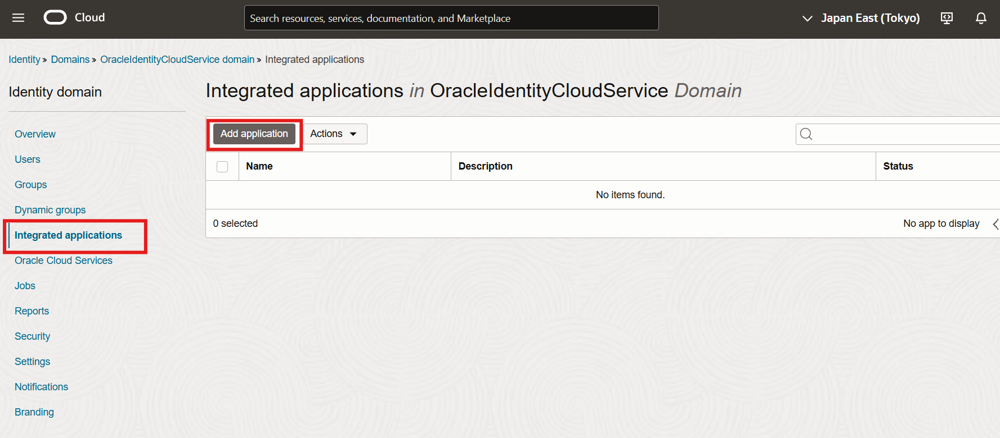 Cloud
Search resources, services, documentation, and Marketplace
Japan East (Tokyo)
Identity » Domains » OracleIdentityCloudService domain » Integrated applications
Identity domain
Overview
Users
Groups
Dynamic groups
Integrated applications
Oracle Cloud Services
Jobs
Reports
Security
Settings
Notifications
Branding
Integrated applications in OracleIdentityCloudService Domain
Add application
Actions
Name Description Status
No items found.
0 selected No app to display